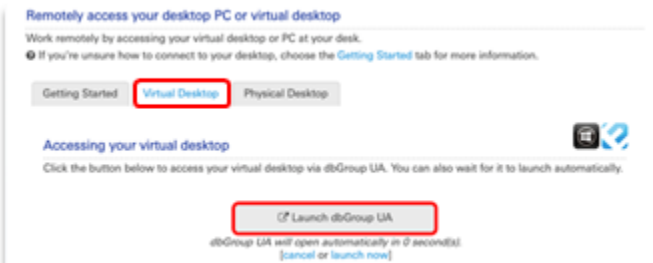 Remotely access your desktop PC or virtual desktop
Work remotely by accessing your virtual desktop or PC at your desk.
If you're unsure how to connect to your desktop, choose the Getting Started tab for more information.
Getting Started Virtual Desktop Physical Desktop
Accessing your virtual desktop
Click the button below to access your virtual desktop via dbGroup UA. You can also wait for it to launch automatically.
Launch dbGroup UA
dbGroup UA will open automatically in 0 second(s).
[cancel or launch now]